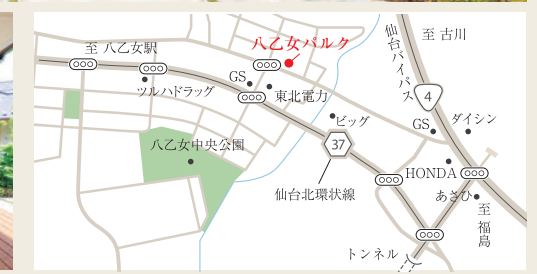 至 八乙女駅
八乙女パルク
仙台バイパス
至 古川
4
ツルハドラッグ
GS
東北電力
ビッグ
GS
ダイシン
八乙女中央公園
37
HONDA
仙台北環状線
あさひ
至福島
トンネル